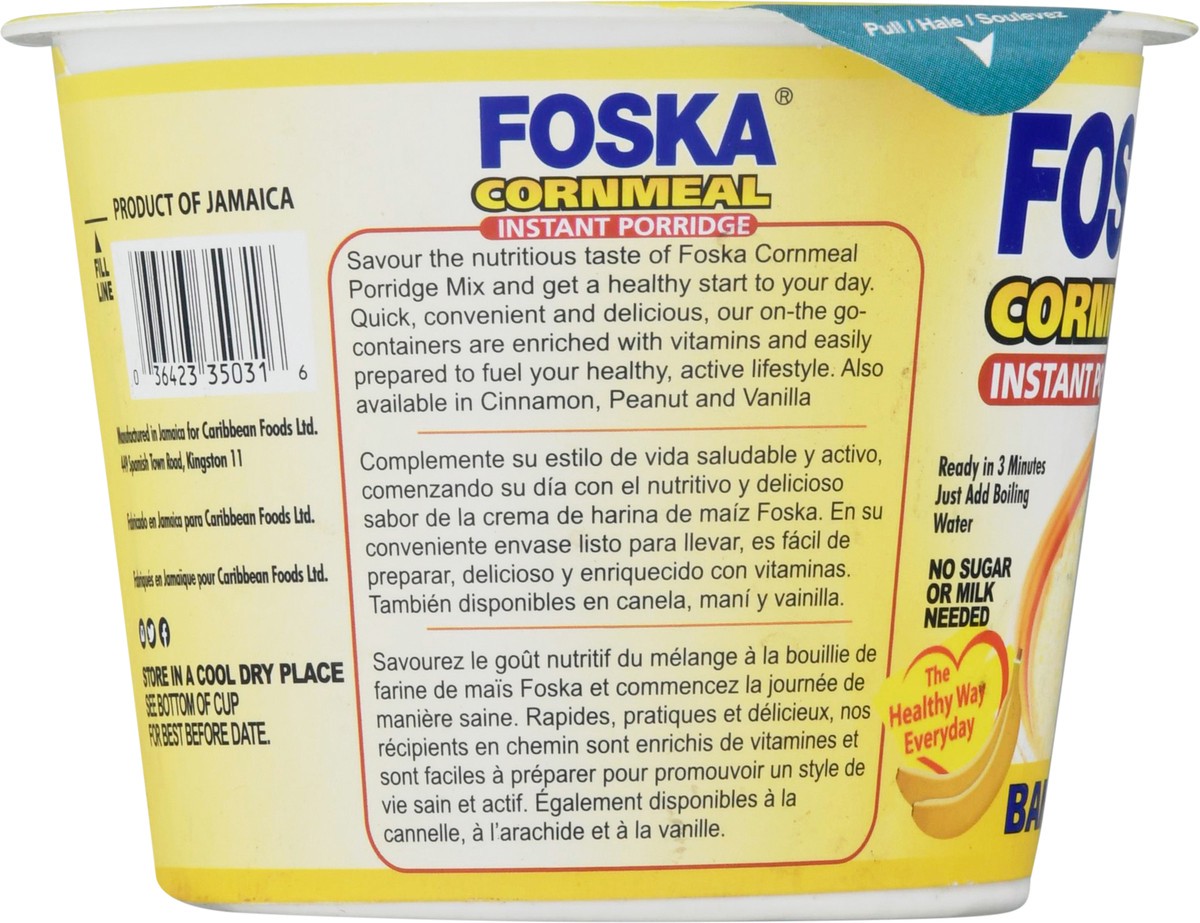 Pull / Hale / Soulevez
PRODUCT OF JAMAICA
FILL
LINE
0 36423 35031 6
Manufactured in Jamaica for Caribbean Foods Ltd.
449 Spanish Town Road, Kingston 11
Fabricado en Jamaica para Caribbean Foods Ltd.
Fabriqués en Jamaïque pour Caribbean Foods Ltd.
STORE IN A COOL DRY PLACE
SEE BOTTOM OF CUP
FOR BEST BEFORE DATE.
FOSKA®
CORNMEAL
INSTANT PORRIDGE
Savour the nutritious taste of Foska Cornmeal
Porridge Mix and get a healthy start to your day.
Quick, convenient and delicious, our on-the go-
containers are enriched with vitamins and easily
prepared to fuel your healthy, active lifestyle. Also
available in Cinnamon, Peanut and Vanilla
Complemente su estilo de vida saludable y activo,
comenzando su día con el nutritivo y delicioso
sabor de la crema de harina de maíz Foska. En su
conveniente envase listo para llevar, es fácil de
preparar, delicioso y enriquecido con vitaminas.
También disponibles en canela, maní y vainilla.
Savourez le goût nutritif du mélange à la bouillie de
farine de maïs Foska et commencez la journée de
manière saine. Rapides, pratiques et délicieux, nos
récipients en chemin sont enrichis de vitamines et
sont faciles à préparer pour promouvoir un style de
vie sain et actif. Également disponibles à la
cannelle, à l'arachide et à la vanille.
FOS
CORN
INSTANT P
Ready in 3 Minutes
Just Add Boiling
Water
NO SUGAR
OR MILK
NEEDED
The
Healthy Way
Everyday
BA